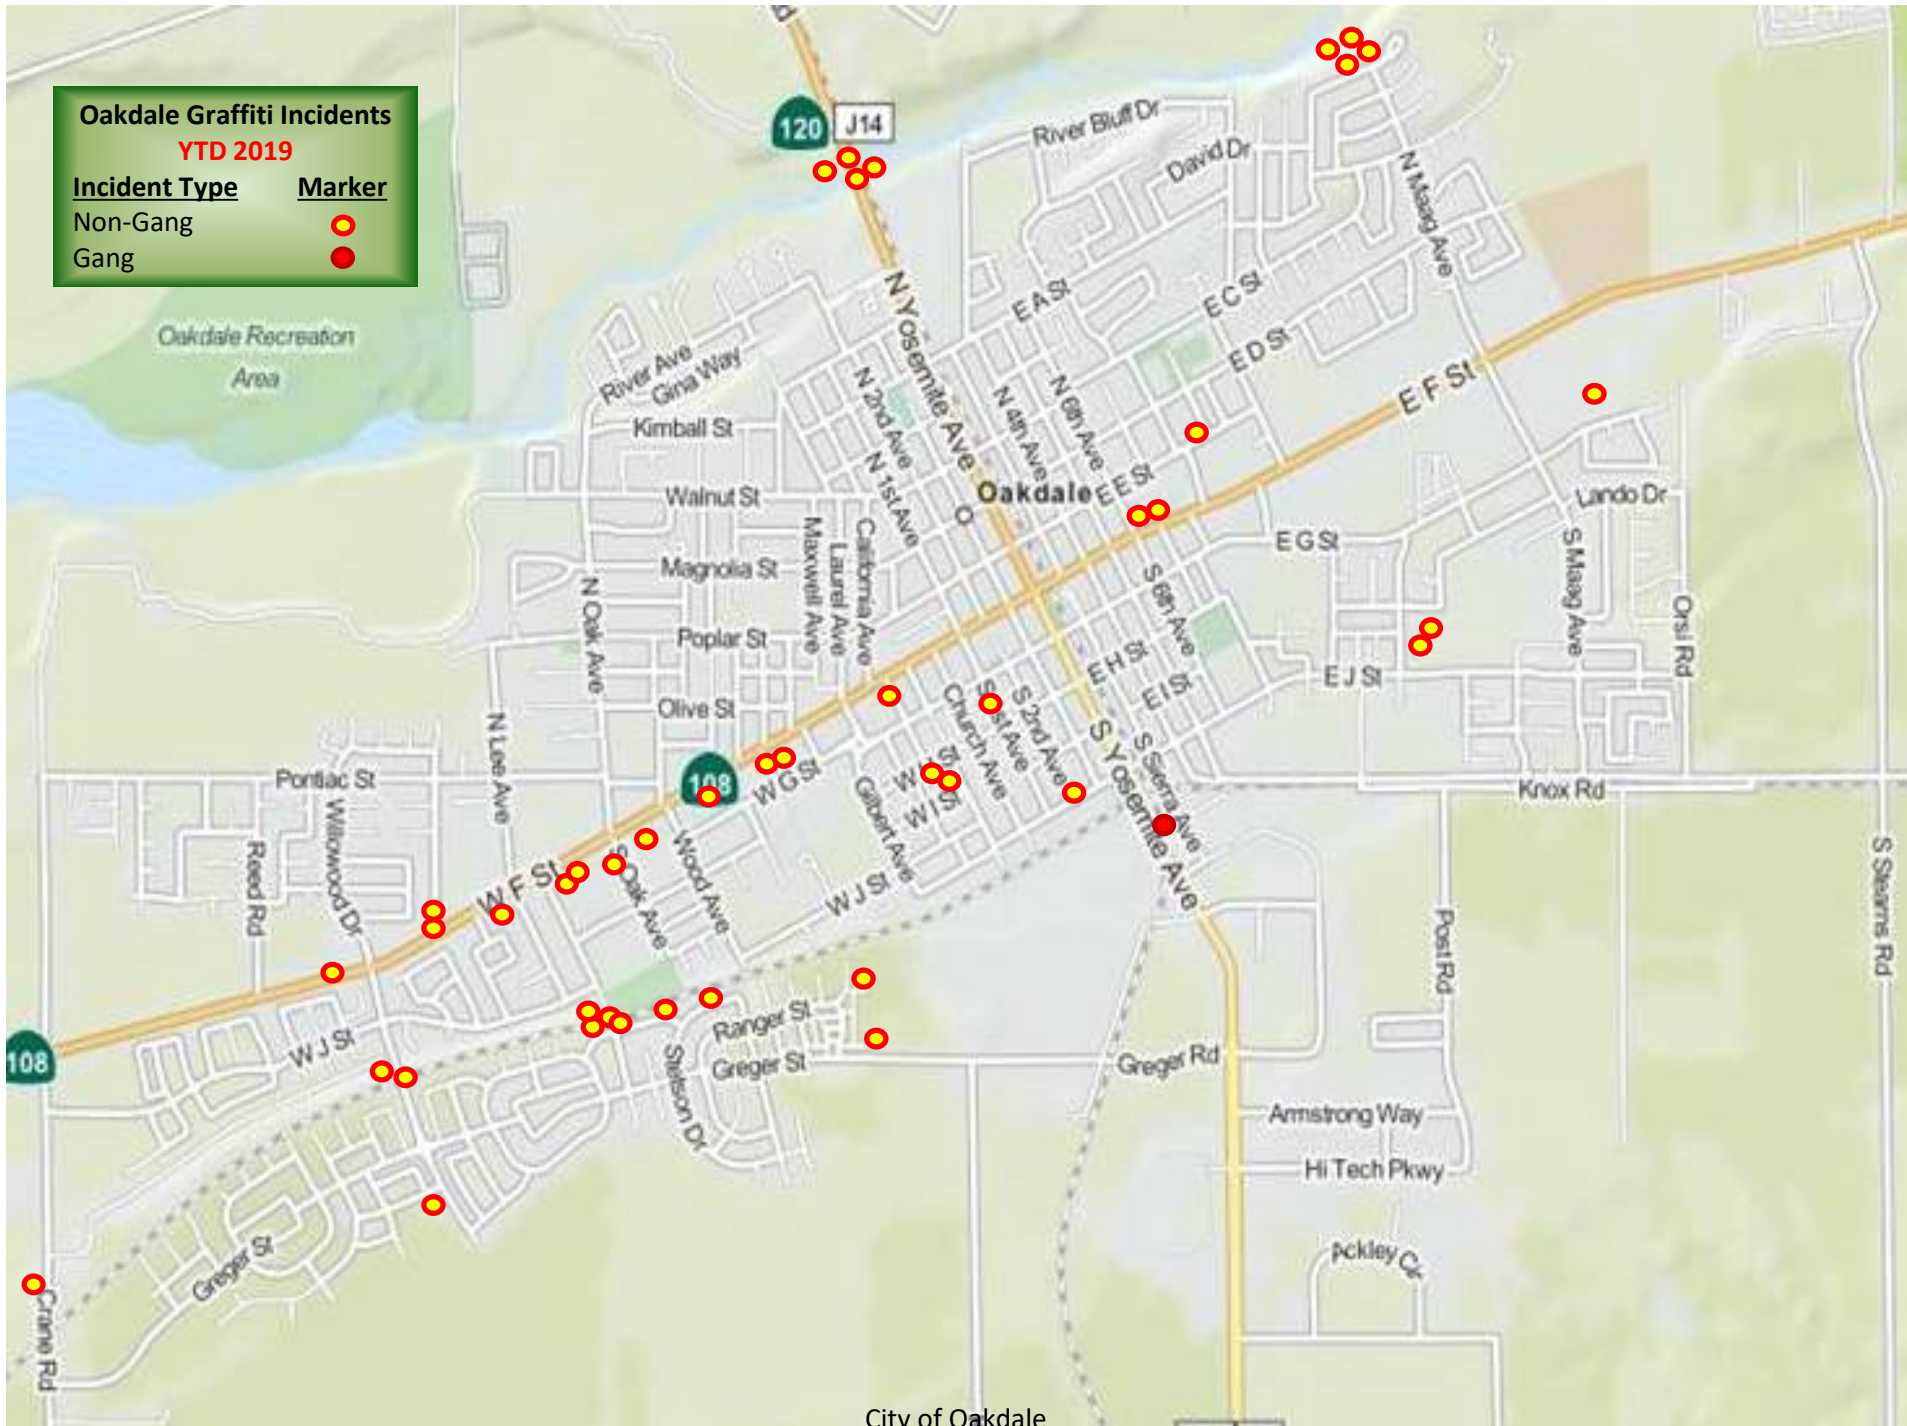 Oakdale Graffiti Incidents
YTD 2019
Incident Type Marker
Non-Gang
Gang
120
J14
River Bluff Dr
David Dr
N Maag Ave
N Yosemite Ave
E A St
E C St
E D St
E F St
Oakdale Recreation
Area
River Ave
Gina Way
Kimball St
N 2nd Ave
N 4th Ave
N 6th Ave
N 1st Ave
Walnut St
Oakdale
E E St
Lando Dr
California Ave
Laurel Ave
Maxwell Ave
Magnolia St
E G St
S Maag Ave
N Oak Ave
S 6th Ave
Orsi Rd
Poplar St
E H St
E I St
E J St
Olive St
N Lee Ave
Church Ave
S 2nd Ave
S Yosemite Ave
S Sierra Ave
Pontiac St
108
W G St
W I St
Gilbert Ave
Knox Rd
Willowwood Dr
Reed Rd
W F St
S Oak Ave
Wood Ave
W J St
Post Rd
S Stearns Rd
108
W J St
Ranger St
Greger St
Stetson Dr
Greger Rd
Armstrong Way
Hi Tech Pkwy
Greger St
Ackley Cir
Crane Rd
City of Oakdale